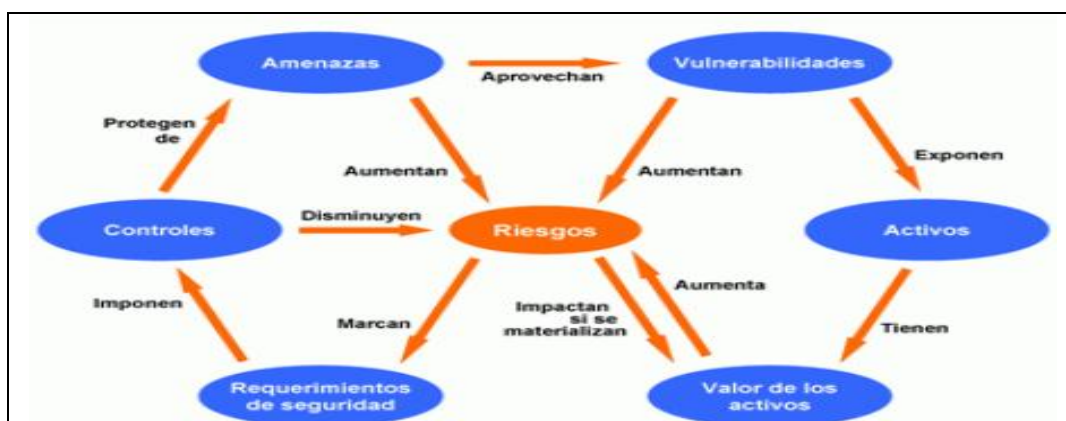 Amenazas
Aprovechan
Vulnerabilidades
Protegen
de
Aumentan
Aumentan
Exponen
Controles
Disminuyen
Riesgos
Activos
Imponen
Marcan
Impactan
si se
materializan
Aumenta
Tienen
Requerimientos
de seguridad
Valor de los
activos